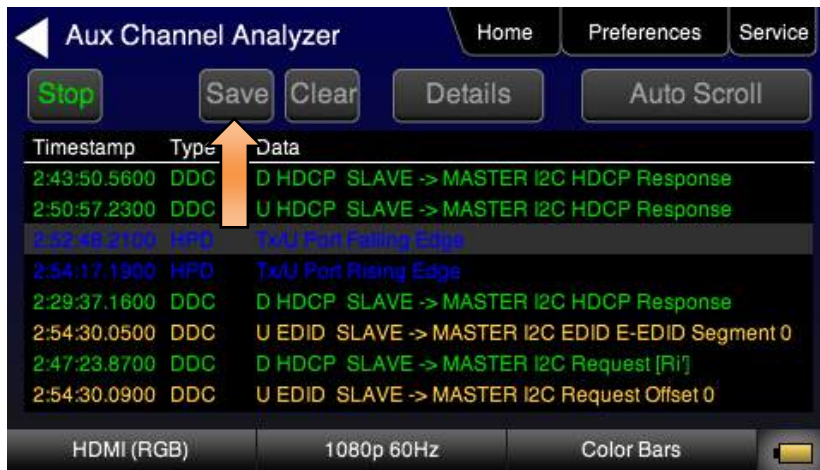 Aux Channel Analyzer Home Preferences Service
Stop Save Clear Details Auto Scroll
Timestamp Type Data
2:43:50.5600 DDC D HDCP SLAVE -> MASTER I2C HDCP Response
2:50:57.2300 DDC U HDCP SLAVE -> MASTER I2C HDCP Response
2:52:48.2100 HPD Tx/U Port Falling Edge
2:54:17.1900 HPD Tx/U Port Rising Edge
2:29:37.1600 DDC D HDCP SLAVE -> MASTER I2C HDCP Response
2:54:30.0500 DDC U EDID SLAVE -> MASTER I2C EDID E-EDID Segment 0
2:47:23.8700 DDC D HDCP SLAVE -> MASTER I2C Request [Ri']
2:54:30.0900 DDC U EDID SLAVE -> MASTER I2C Request Offset 0
HDMI (RGB) 1080p 60Hz Color Bars